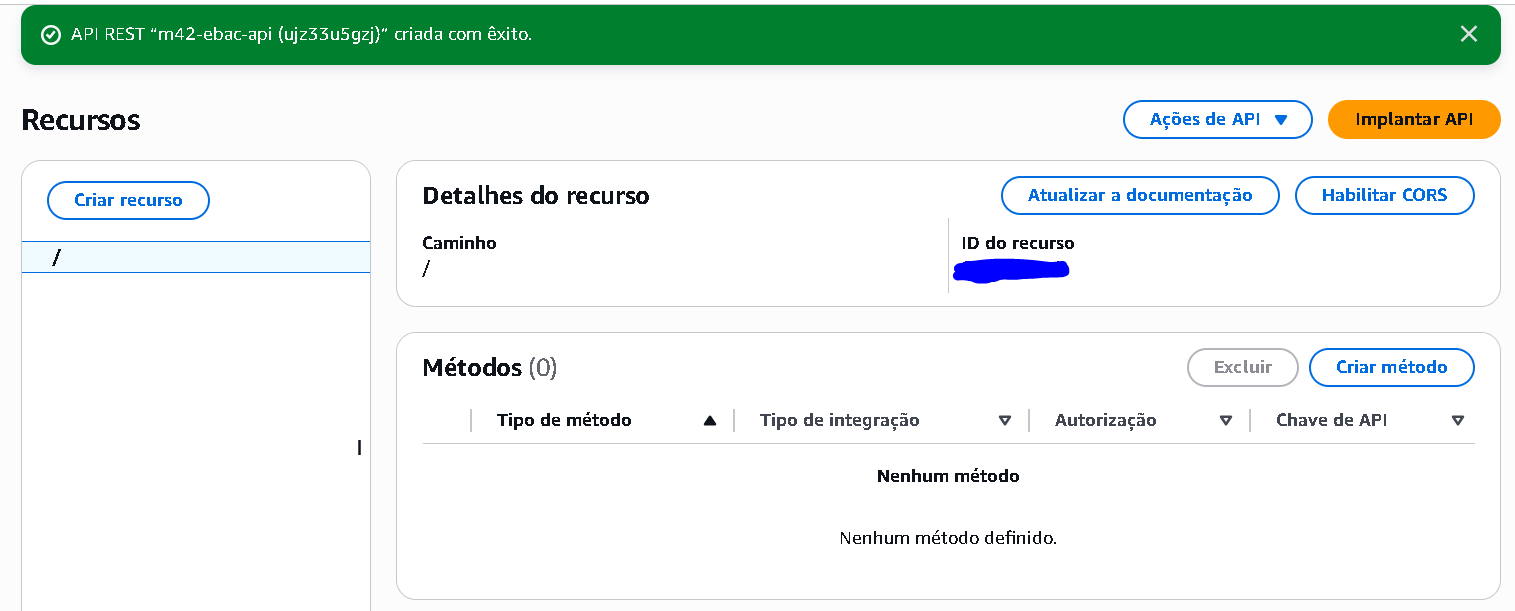 API REST “m42-ebac-api (ujz33u5gzj)” criada com êxito.
Recursos
Ações de API
Implantar API
Criar recurso
/
Detalhes do recurso
Atualizar a documentação
Habilitar CORS
Caminho
/
ID do recurso
Métodos (0)
Excluir
Criar método
Tipo de método
Tipo de integração
Autorização
Chave de API
Nenhum método
Nenhum método definido.